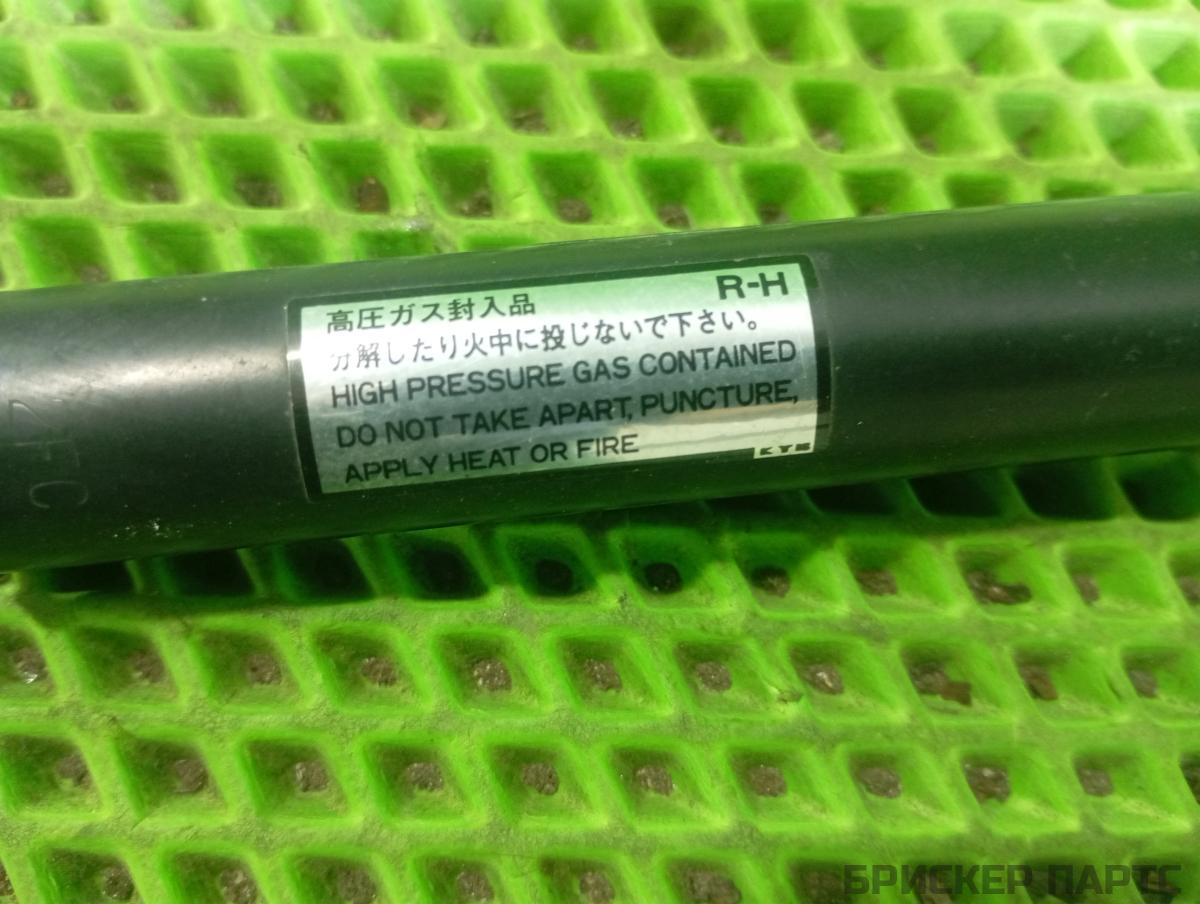 高圧ガス封入品 R-H
分解したり火中に投じないで下さい。
HIGH PRESSURE GAS CONTAINED
DO NOT TAKE APART, PUNCTURE,
APPLY HEAT OR FIRE
KYB
БРИСКЕР ПАРТС